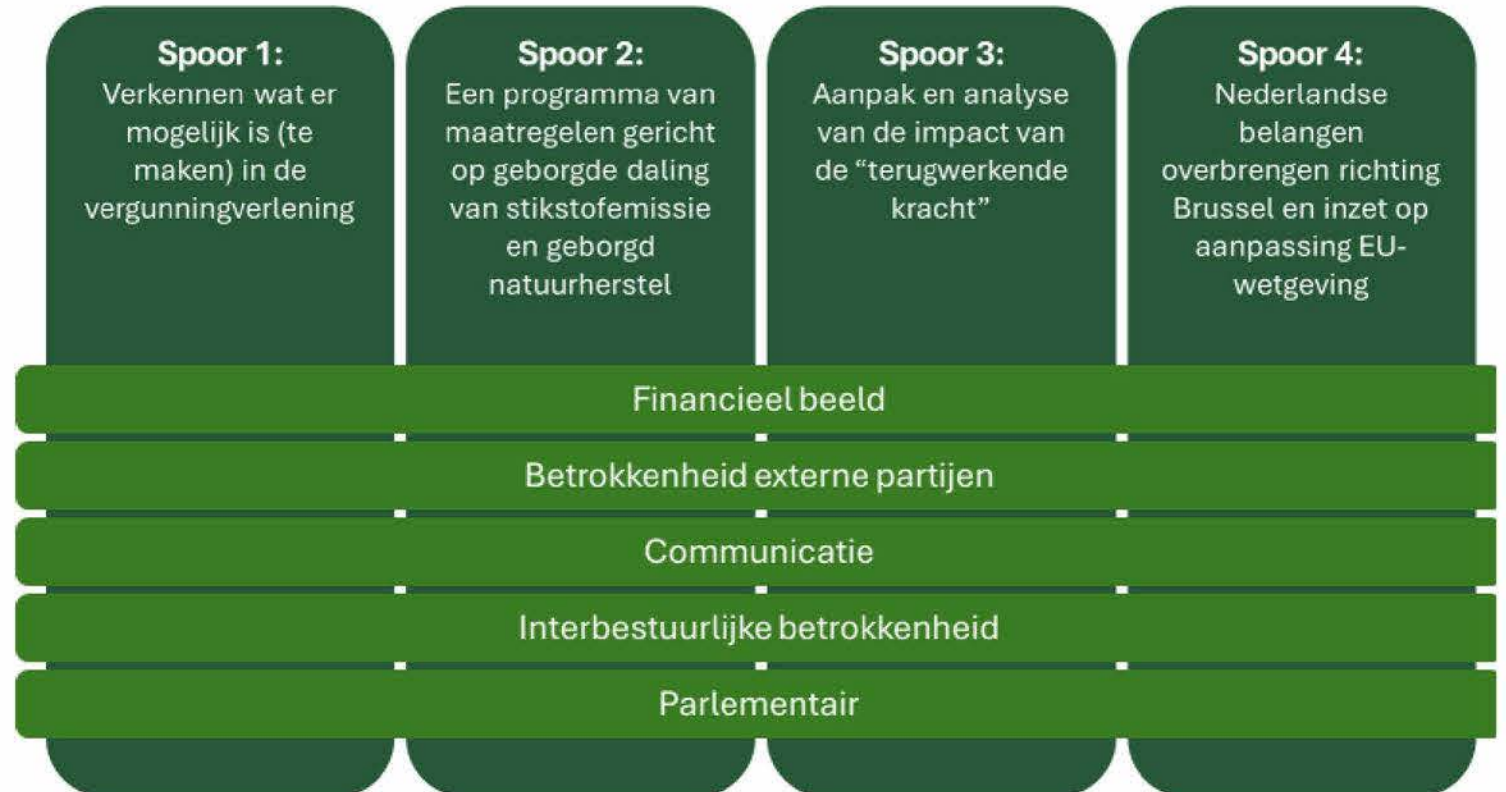 Spoor 1:
Verkennen wat er
mogelijk is (te
maken) in de
vergunningverlening
Spoor 2:
Een programma van
maatregelen gericht
op geborgde daling
van stikstofemissie
en geborgd
natuurherstel
Spoor 3:
Aanpak en analyse
van de impact van
de “terugwerkende
kracht”
Spoor 4:
Nederlandse
belangen
overbrengen richting
Brussel en inzet op
aanpassing EU-
wetgeving
Financieel beeld
Betrokkenheid externe partijen
Communicatie
Interbestuurlijke betrokkenheid
Parlementair